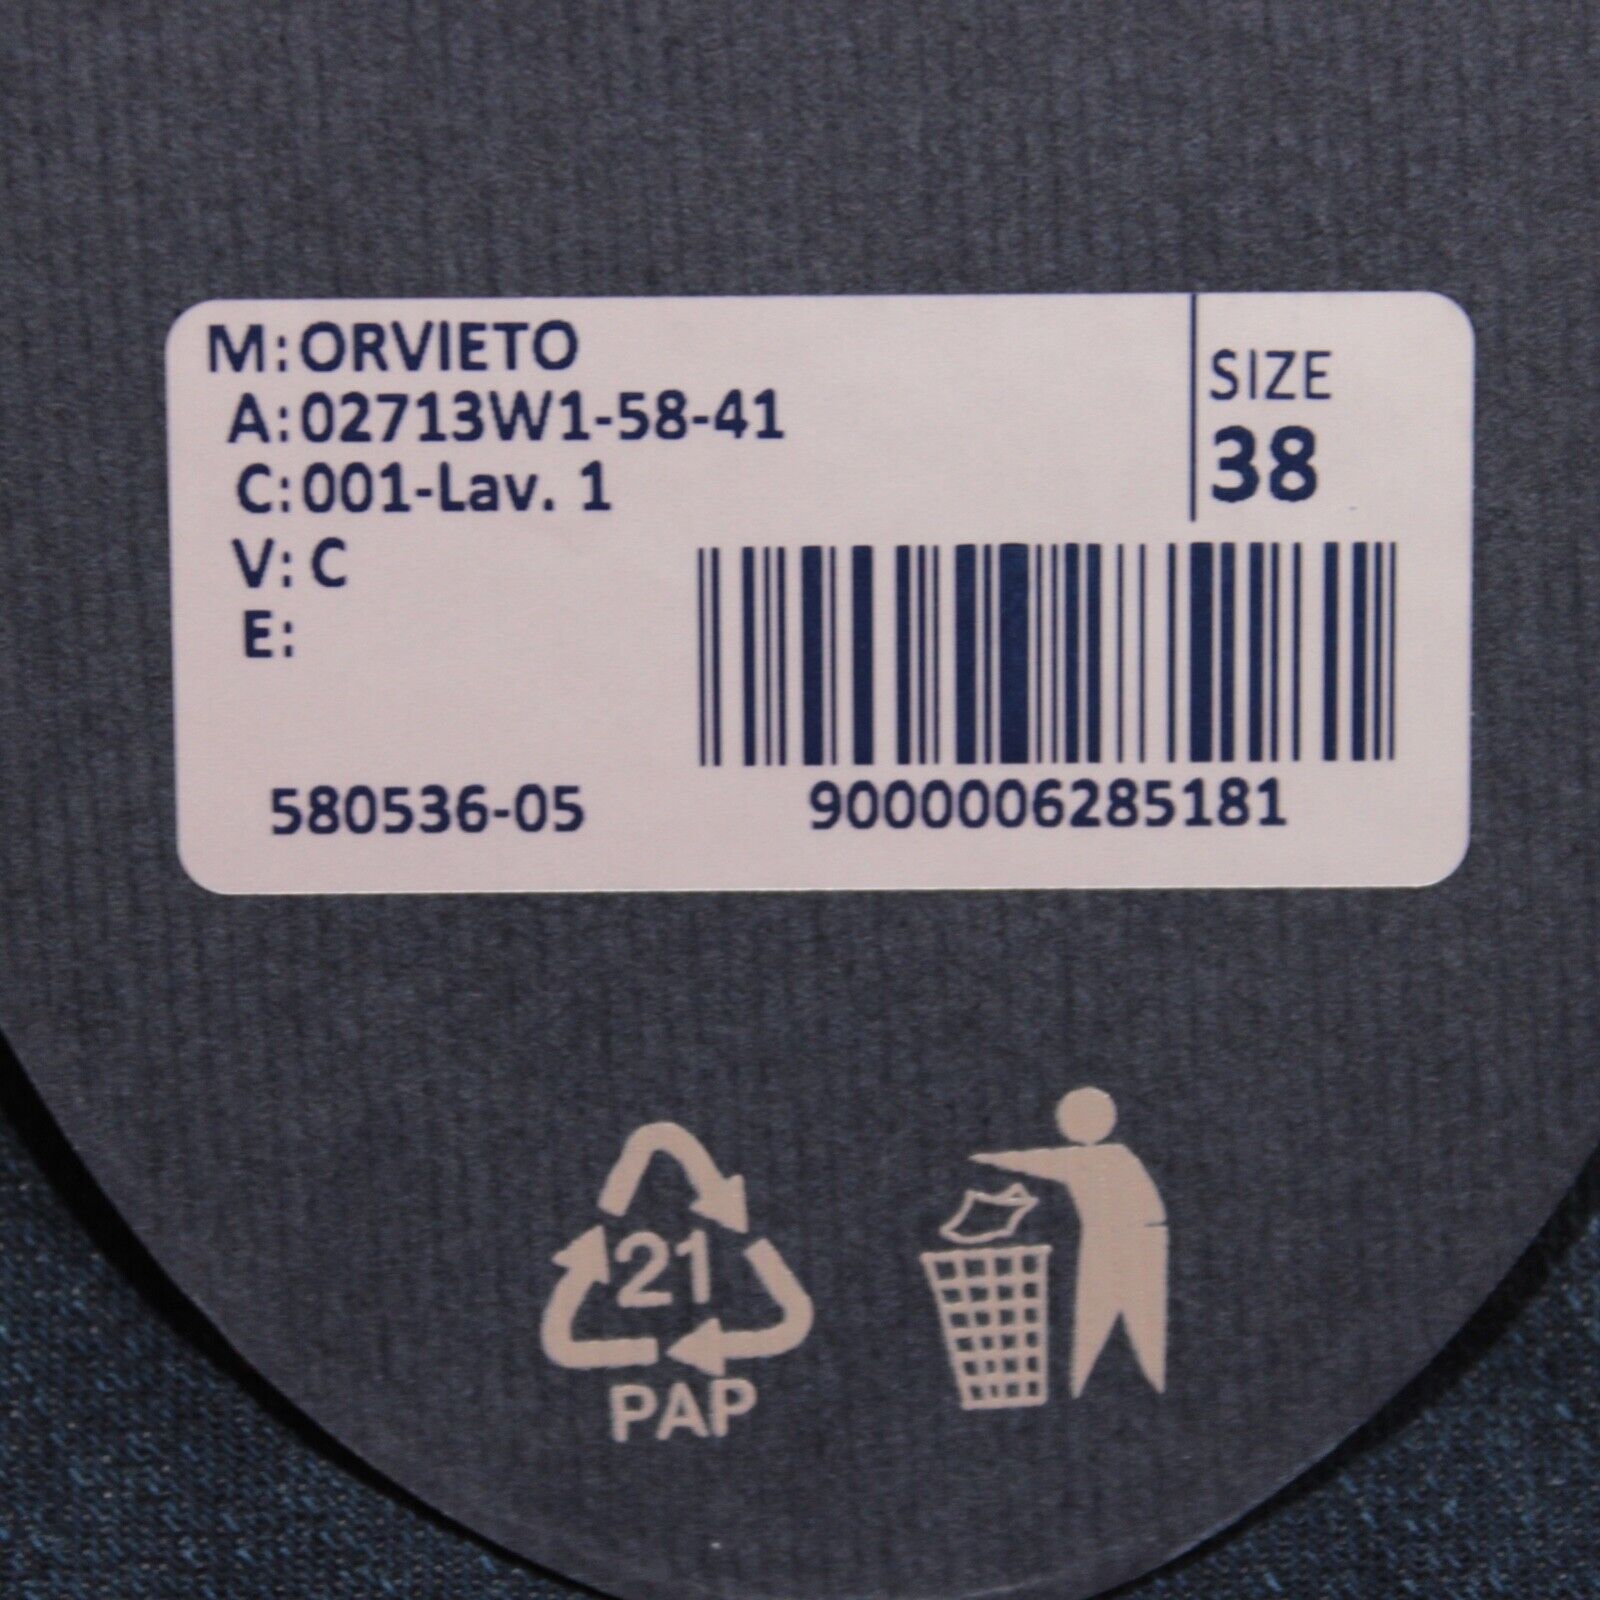 M: ORVIETO
A: 02713W1-58-41
C: 001-Lav. 1
V: C
E:
SIZE
38
580536-05
9000006285181
21
PAP